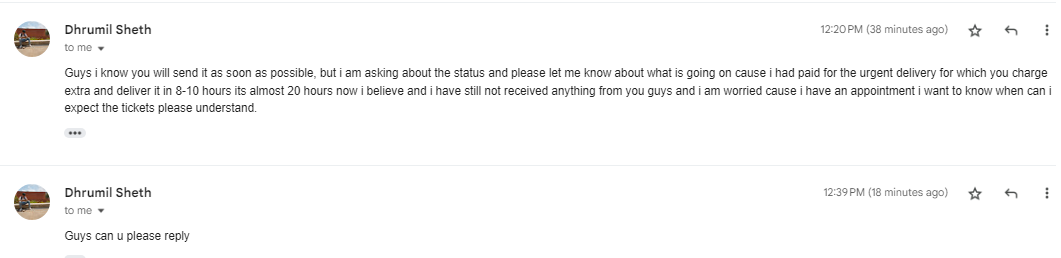 Dhrumil Sheth
12:20 PM (38 minutes ago)
to me
Guys i know you will send it as soon as possible, but i am asking about the status and please let me know about what is going on cause i had paid for the urgent delivery for which you charge
extra and deliver it in 8-10 hours its almost 20 hours now i believe and i have still not received anything from you guys and i am worried cause i have an appointment i want to know when can i
expect the tickets please understand.
Dhrumil Sheth
12:39 PM (18 minutes ago)
to me
Guys can u please reply